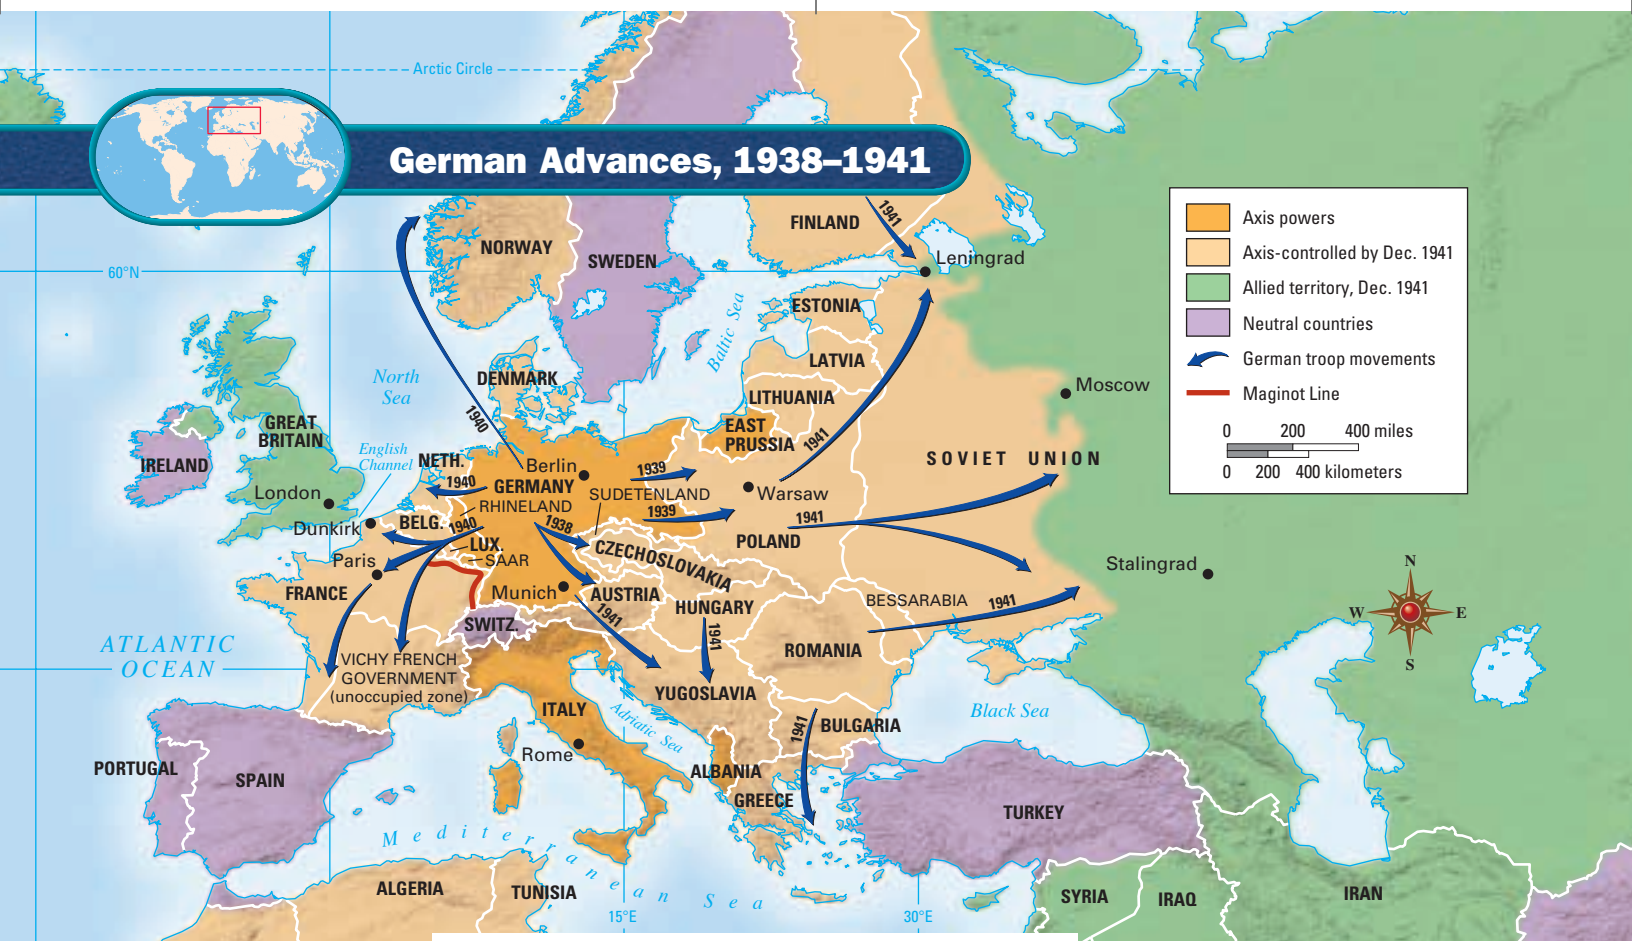 Arctic Circle
German Advances, 1938–1941
Axis powers
Axis-controlled by Dec. 1941
Allied territory, Dec. 1941
Neutral countries
German troop movements
Maginot Line
0 200 400 miles
0 200 400 kilometers
N
W E
S
60°N
NORWAY
SWEDEN
FINLAND
1941
Leningrad
ESTONIA
Baltic Sea
LATVIA
LITHUANIA
Moscow
North
Sea
DENMARK
1940
EAST
PRUSSIA
1941
GREAT
BRITAIN
IRELAND
English
Channel
NETH.
Berlin
1939
SOVIET UNION
London
1940
GERMANY
SUDETENLAND
Warsaw
RHINELAND
Dunkirk
BELG.
1940
1938
1939
1941
POLAND
LUX.
SAAR
CZECHOSLOVAKIA
Paris
Stalingrad
FRANCE
Munich
AUSTRIA
1941
HUNGARY
1941
BESSARABIA
1941
SWITZ.
ATLANTIC
OCEAN
VICHY FRENCH
GOVERNMENT
(unoccupied zone)
ROMANIA
YUGOSLAVIA
ITALY
Adriatic Sea
1941
BULGARIA
Black Sea
Rome
PORTUGAL
SPAIN
ALBANIA
GREECE
TURKEY
Mediterranean Sea
ALGERIA
TUNISIA
SYRIA
IRAQ
IRAN
15°E
30°E